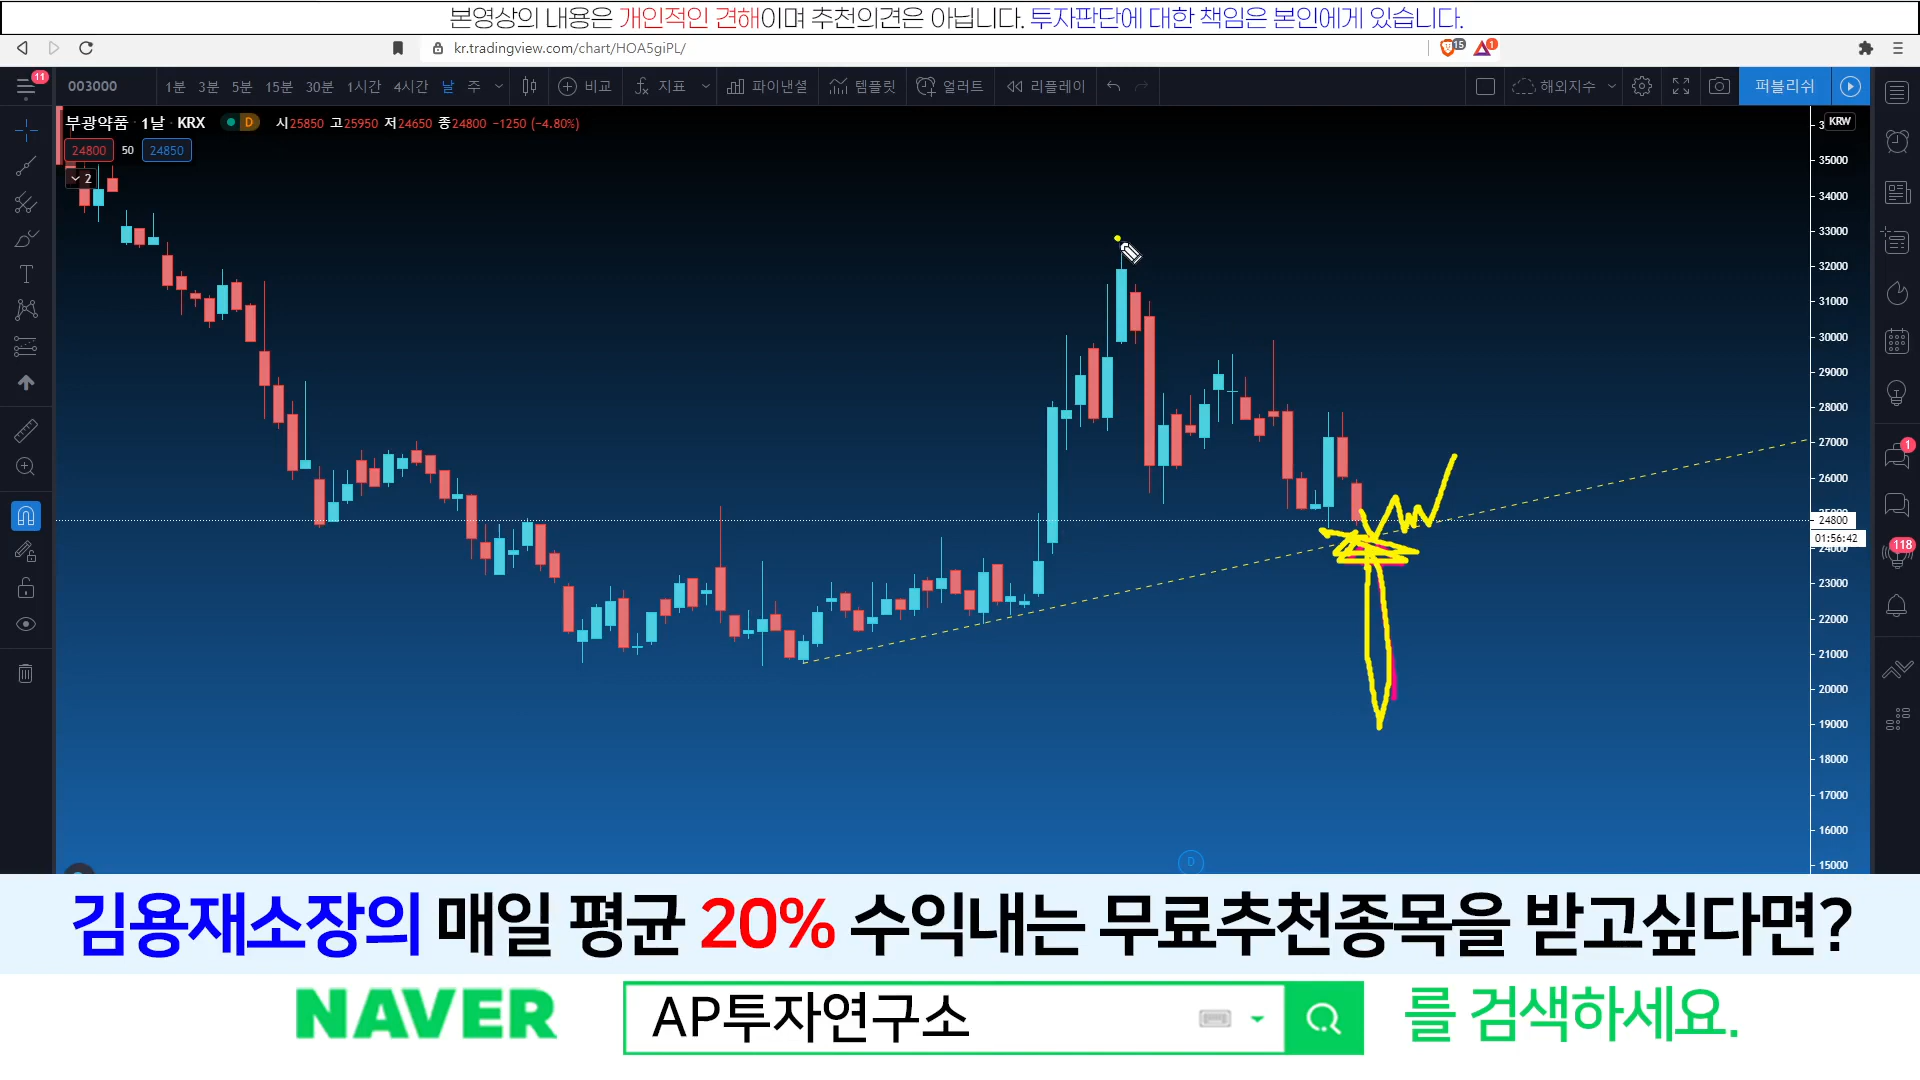 본영상의 내용은 개인적인 견해이며 추천의견은 아닙니다. 투자판단에 대한 책임은 본인에게 있습니다.
kr.tradingview.com/chart/HOA5giPL/
15
1
11
003000
1분 3분 5분 15분 30분 1시간 4시간 날 주
비교
지표
파이낸셜
템플릿
얼러트
리플레이
해외지수
퍼블리쉬
부광약품 · 1날 · KRX
D
시25850 고25950 저24650 종24800 −1250 (−4.80%)
24800 50 24850
2
KRW
35000
34000
33000
32000
31000
30000
29000
28000
27000
26000
24800
01:56:42
24000
23000
22000
21000
20000
19000
18000
17000
16000
15000
1
118
D
김용재소장의 매일 평균 20% 수익내는 무료추천종목을 받고싶다면?
NAVER AP투자연구소 를 검색하세요.